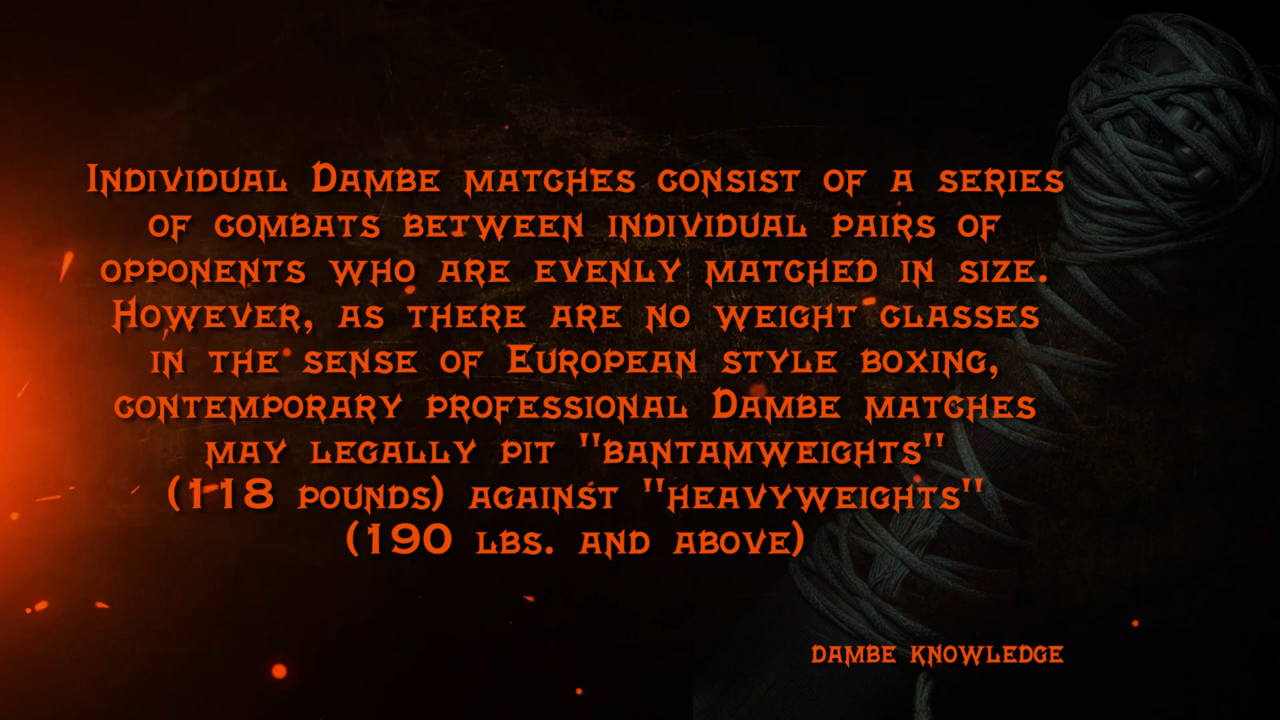 Individual Dambe matches consist of a series
of combats between individual pairs of
opponents who are evenly matched in size.
However, as there are no weight classes
in the sense of European style boxing,
contemporary professional Dambe matches
may legally pit "bantamweights"
(118 pounds) against "heavyweights"
(190 lbs. and above)
dambe knowledge